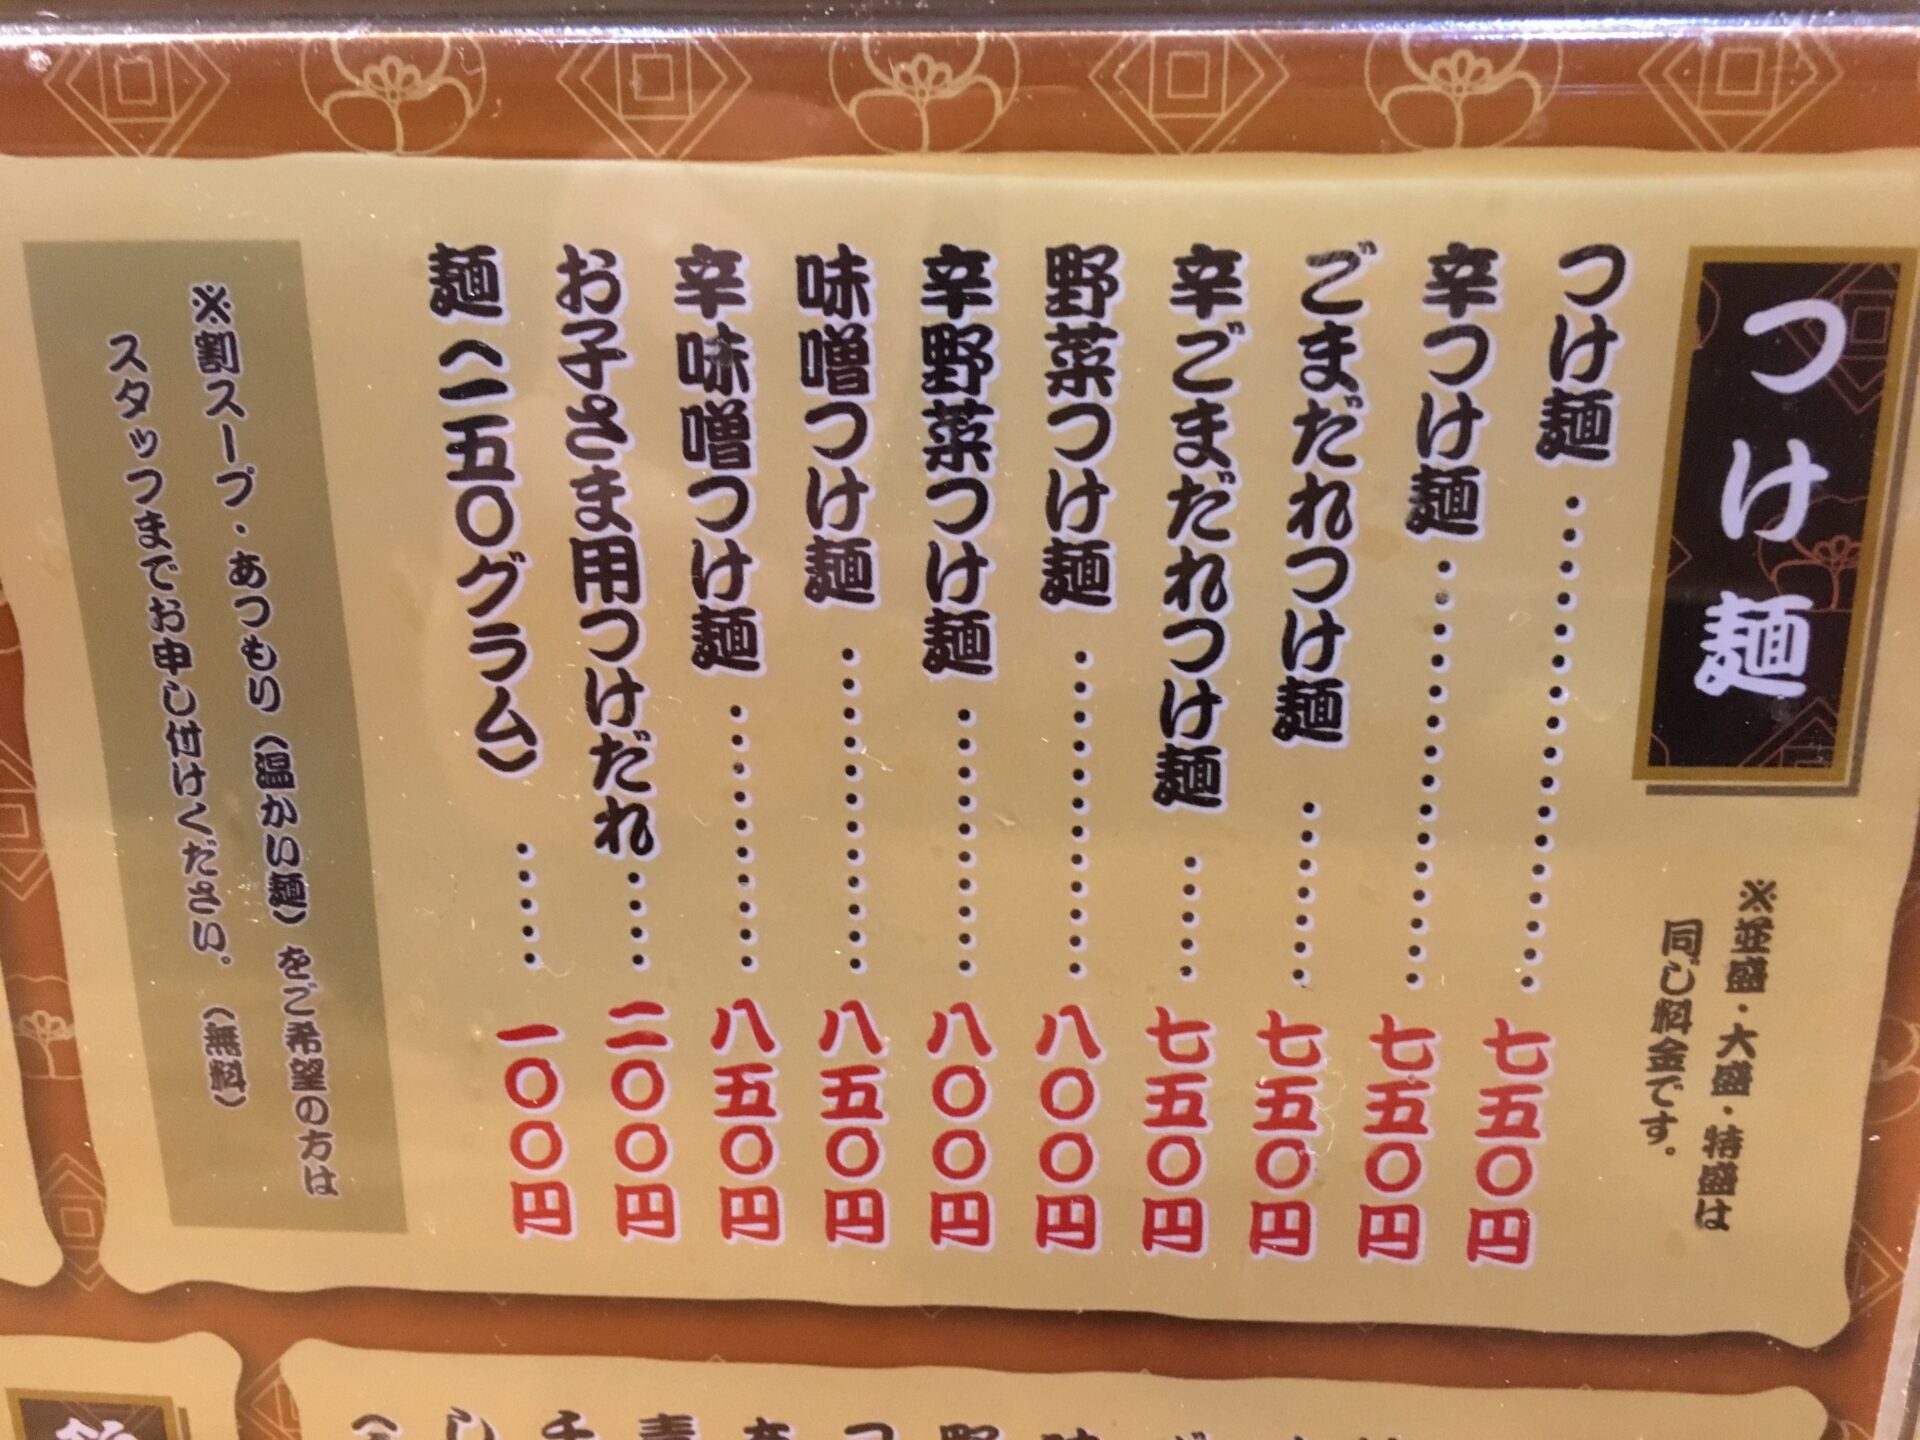 つけ麺
※並盛・大盛・特盛は
同じ料金です。
つけ麺………………七五〇円
辛つけ麺………………七五〇円
ごまだれつけ麺………七五〇円
辛ごまだれつけ麺……七五〇円
野菜つけ麺……………八〇〇円
辛野菜つけ麺…………八〇〇円
味噌つけ麺……………八五〇円
辛味噌つけ麺…………八五〇円
お子さま用つけだれ……二〇〇円
麺（一五〇グラム）……一〇〇円
※割スープ・あつもり（温かい麺）をご希望の方は
スタッフまでお申し付けください。（無料）